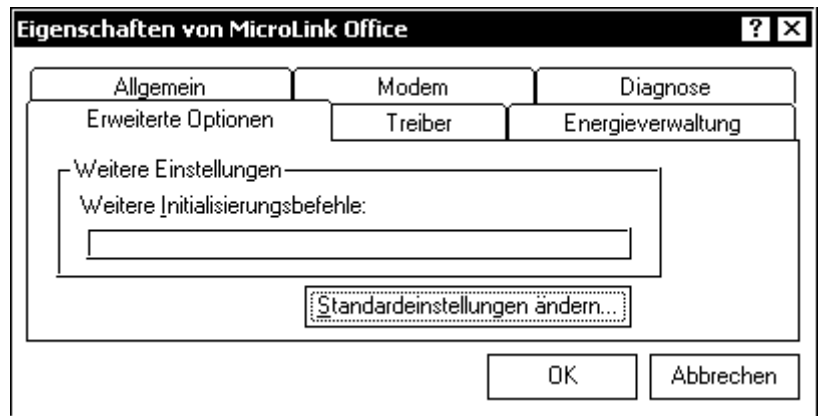 Eigenschaften von MicroLink Office
Allgemein Modem Diagnose
Erweiterte Optionen Treiber Energieverwaltung
Weitere Einstellungen
Weitere Initialisierungsbefehle:
Standardeinstellungen ändern...
OK Abbrechen